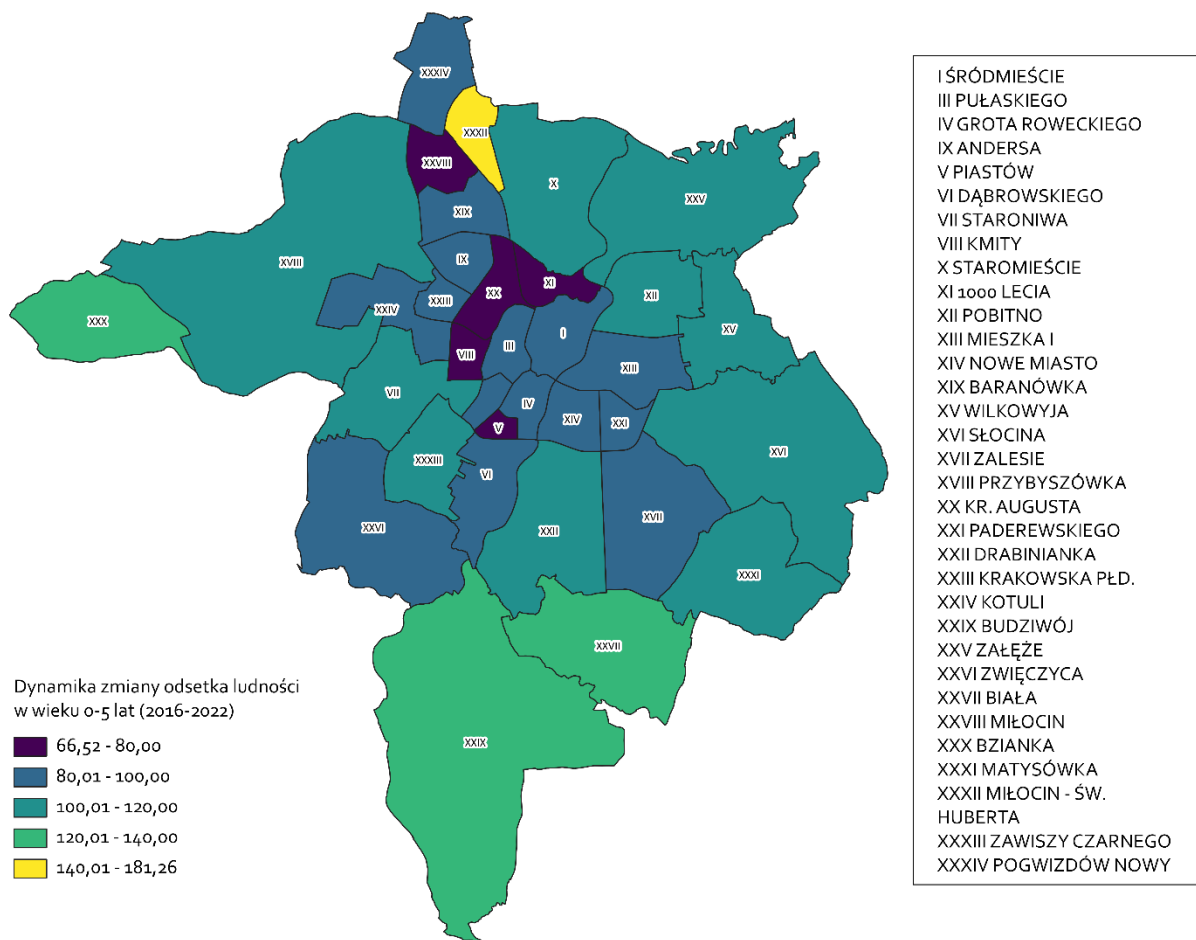 XXXIV
XXXII
XXVIII
X
XXV
XIX
IX
XVIII
XX
XI
XII
XXIII
XXIV
XXX
I
XV
III
VIII
XIII
VII
IV
XIV
XXI
V
XXXIII
XVI
VI
XXVI
XXII
XVII
XXXI
XXVII
XXIX
Dynamika zmiany odsetka ludności
w wieku 0-5 lat (2016-2022)
66,52 - 80,00
80,01 - 100,00
100,01 - 120,00
120,01 - 140,00
140,01 - 181,26
I ŚRÓDMIEŚCIE
III PUŁASKIEGO
IV GROTA ROWECKIEGO
IX ANDERSA
V PIASTÓW
VI DĄBROWSKIEGO
VII STARONIWA
VIII KMITY
X STAROMIEŚCIE
XI 1000 LECIA
XII POBITNO
XIII MIESZKA I
XIV NOWE MIASTO
XIX BARANÓWKA
XV WILKOWYJA
XVI SŁOCINA
XVII ZALESIE
XVIII PRZYBYSZÓWKA
XX KR. AUGUSTA
XXI PADEREWSKIEGO
XXII DRABINIANKA
XXIII KRAKOWSKA PŁD.
XXIV KOTULI
XXIX BUDZIWÓJ
XXV ZAŁĘŻE
XXVI ZWIĘCZYCA
XXVII BIAŁA
XXVIII MIŁOCIN
XXX BZIANKA
XXXI MATYSÓWKA
XXXII MIŁOCIN - ŚW.
HUBERTA
XXXIII ZAWISZY CZARNEGO
XXXIV POGWIZDÓW NOWY